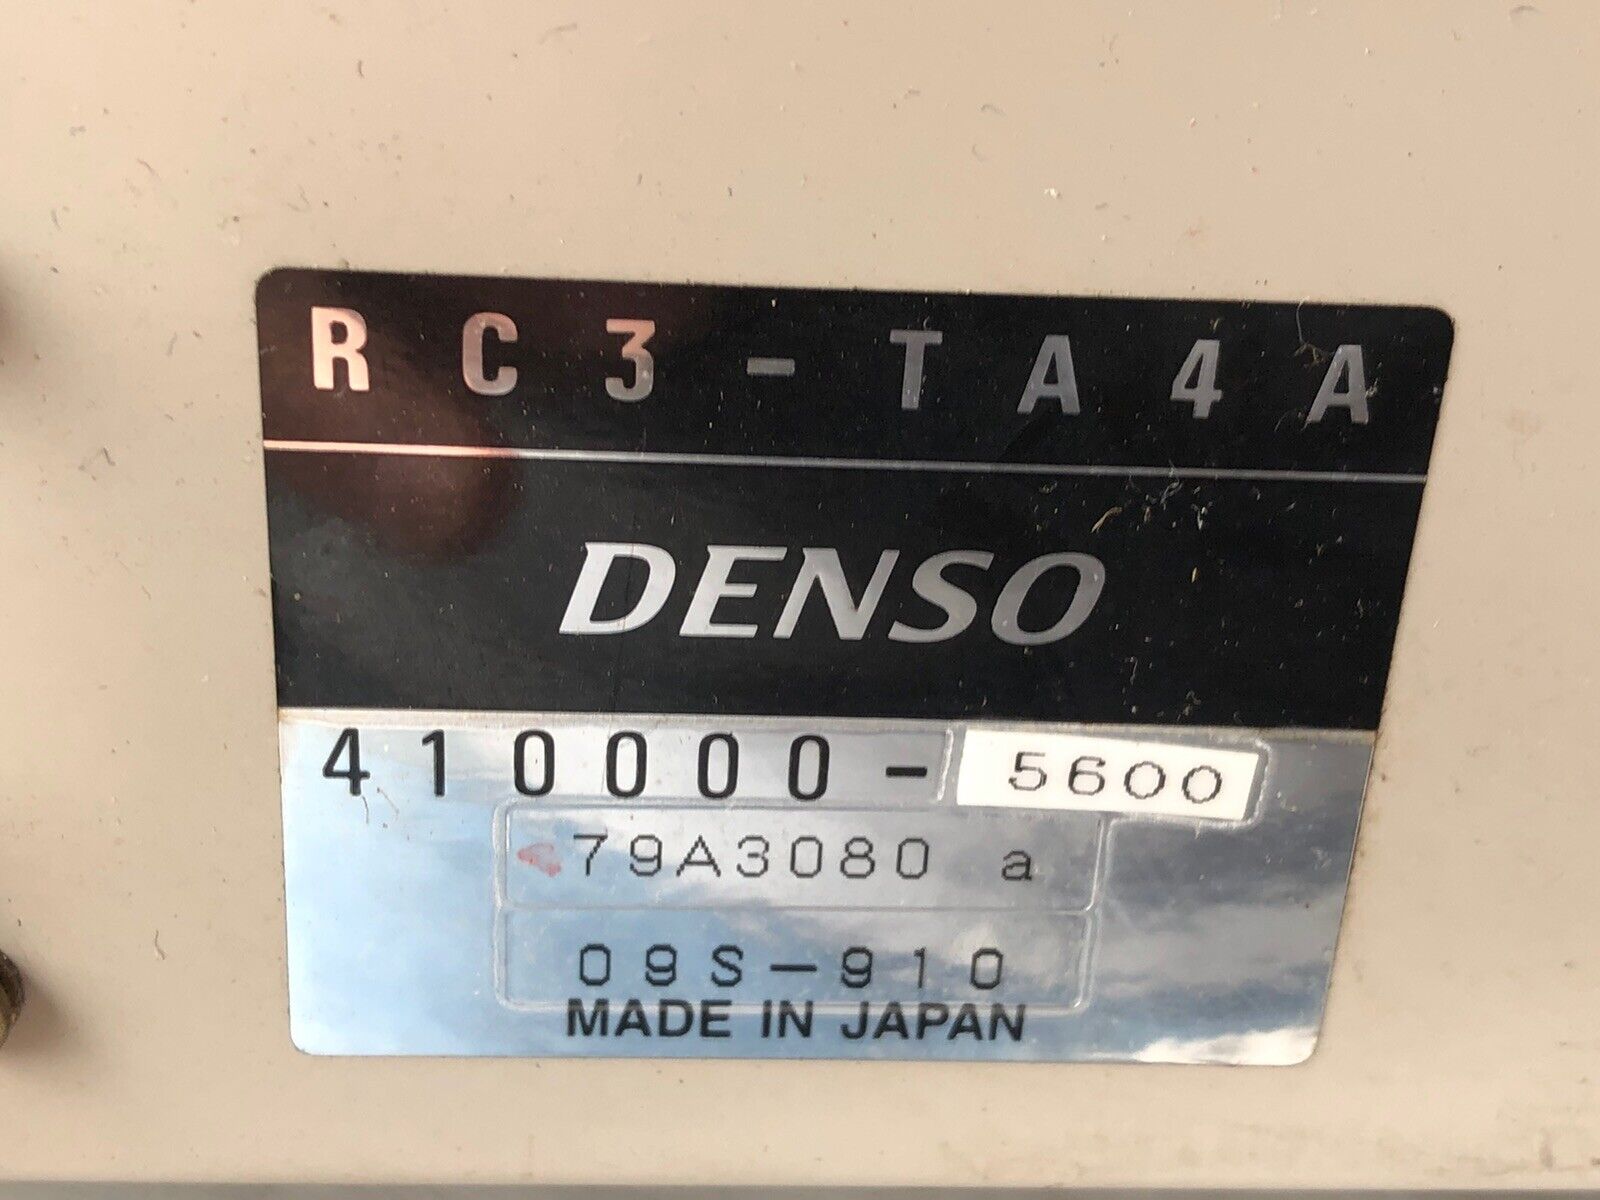 RC3-TA4A
DENSO
410000-5600
79A3080 a
09S-910
MADE IN JAPAN